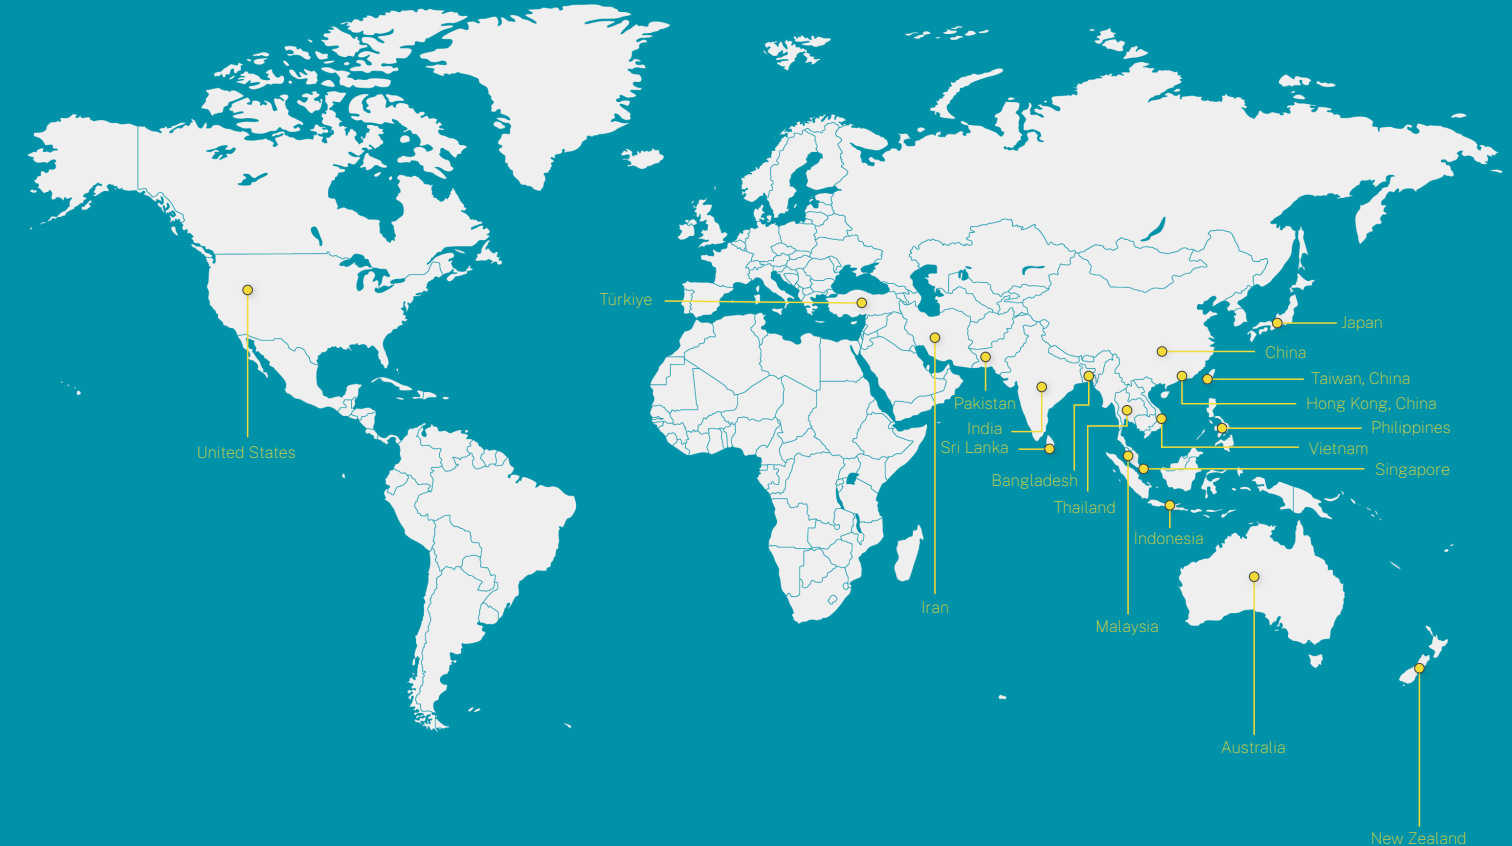 Türkiye
Japan
China
Taiwan, China
Pakistan
Hong Kong, China
India
Philippines
Sri Lanka
Vietnam
United States
Singapore
Bangladesh
Thailand
Indonesia
Iran
Malaysia
Australia
New Zealand